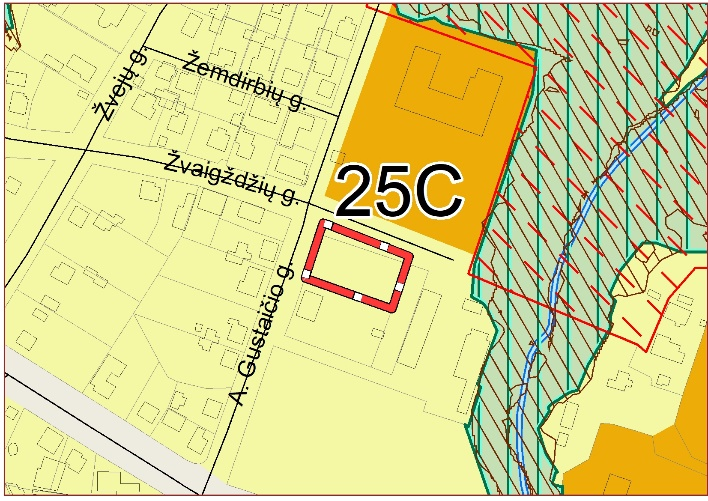 Žvejų g.
Žemdirbių g.
Žvaigždžių g.
25C
A. Gustaičio g.